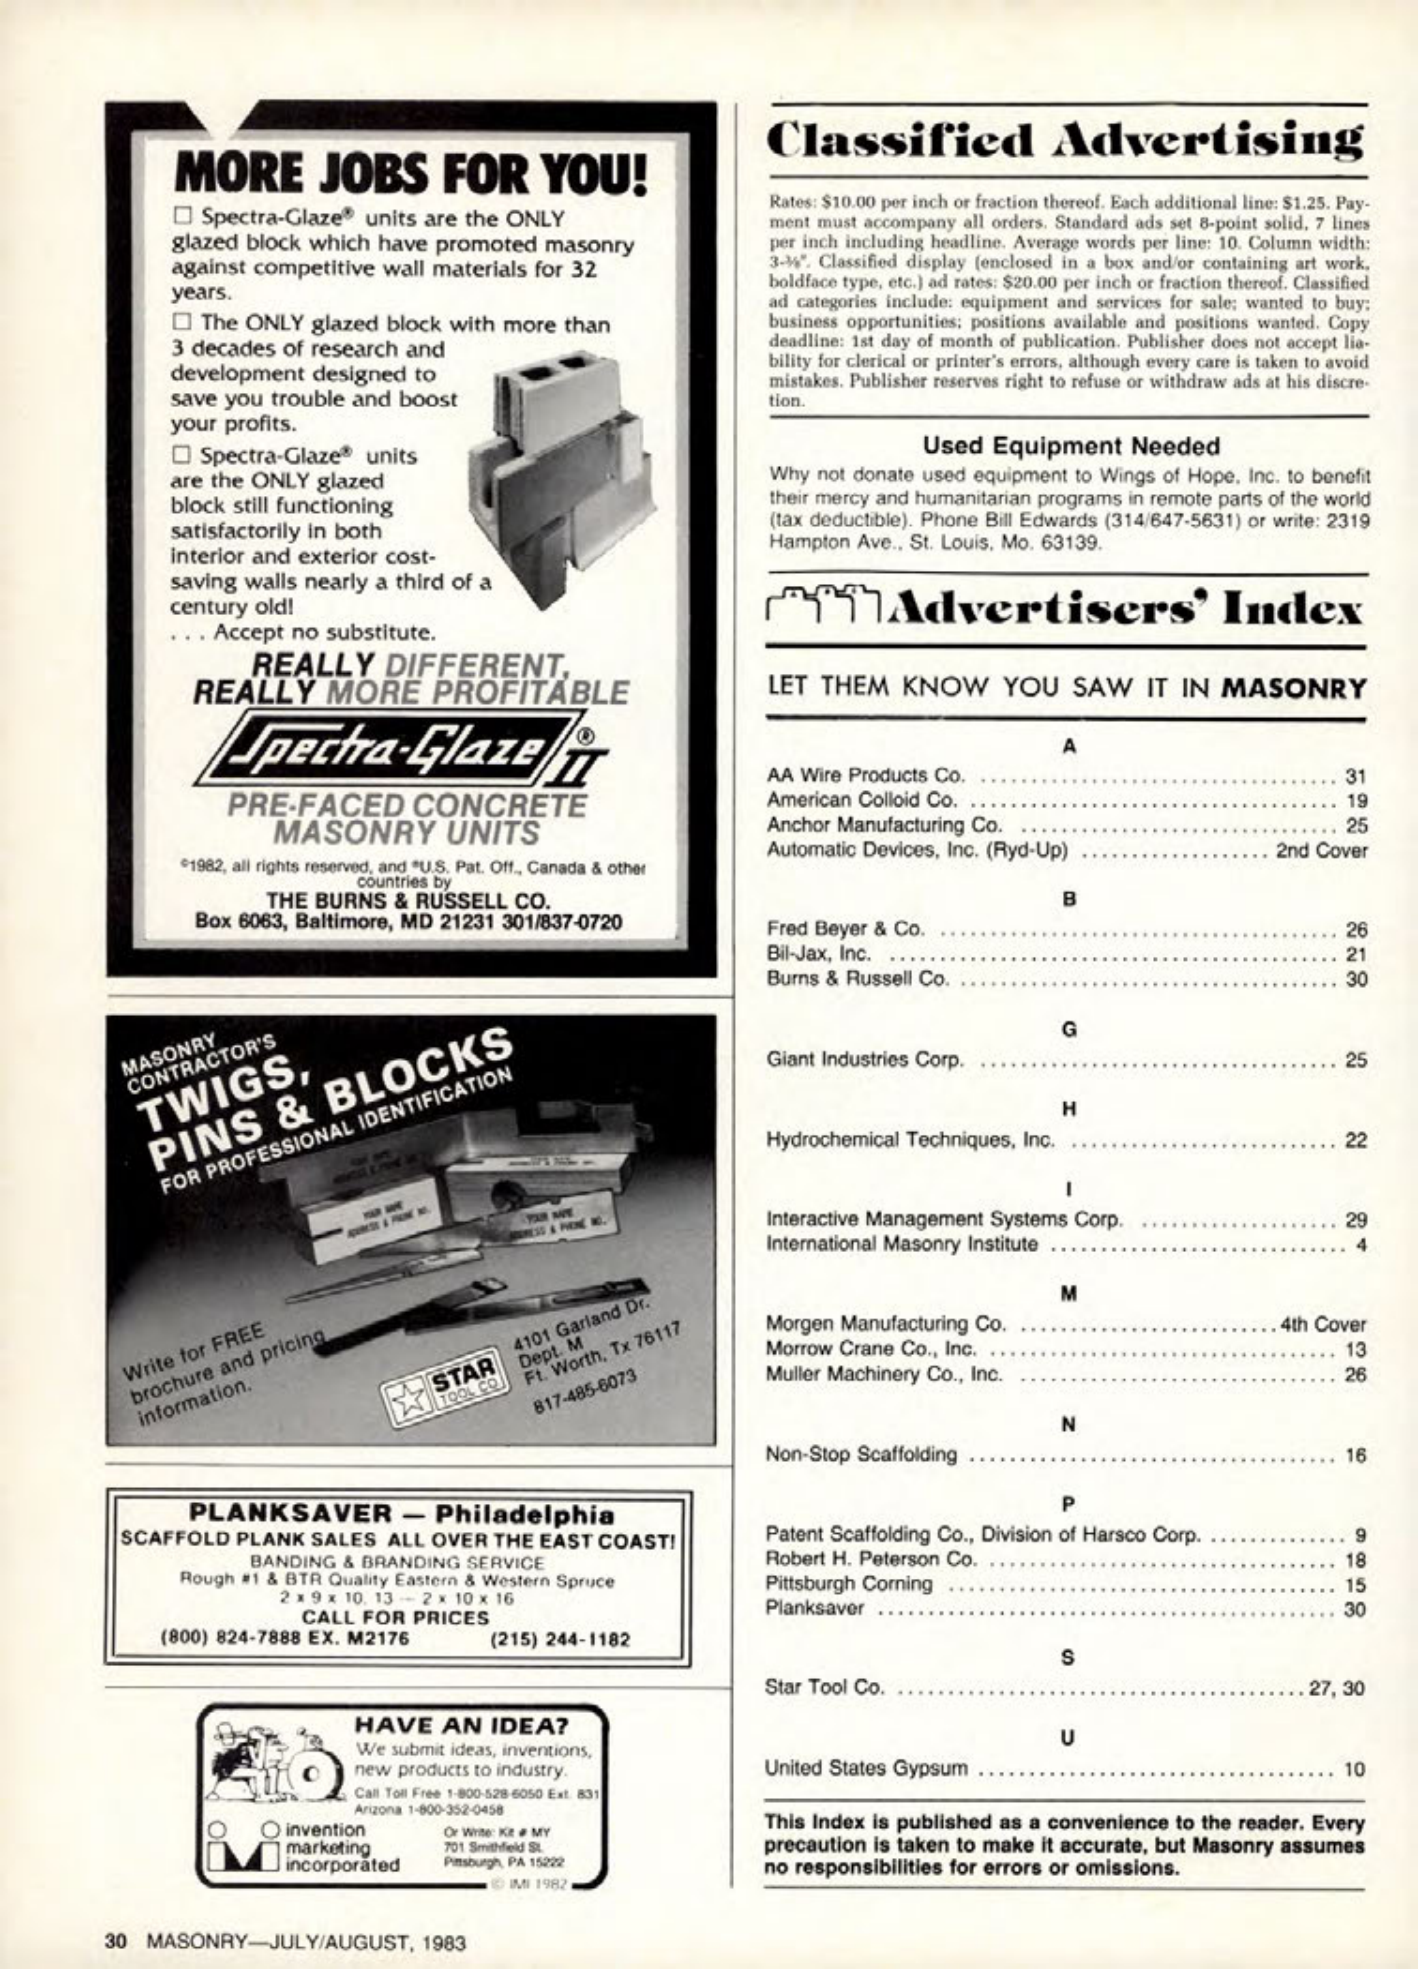 MORE JOBS FOR YOU!
☐ Spectra-Glaze® units are the ONLY
glazed block which have promoted masonry
against competitive wall materials for 32
years.
☐ The ONLY glazed block with more than
3 decades of research and
development designed to
save you trouble and boost
your profits.
☐ Spectra-Glaze® units
are the ONLY glazed
block still functioning
satisfactorily in both
interior and exterior cost-
saving walls nearly a third of a
century old!
. . . Accept no substitute.
REALLY DIFFERENT,
REALLY MORE PROFITABLE
Spectra-Glaze II®
PRE-FACED CONCRETE
MASONRY UNITS
©1982, all rights reserved, and ®U.S. Pat. Off., Canada & other
countries by
THE BURNS & RUSSELL CO.
Box 6063, Baltimore, MD 21231 301/837-0720
MASONRY
CONTRACTOR'S
TWIGS,
PINS & BLOCKS
FOR PROFESSIONAL IDENTIFICATION
YOUR NAME
ADDRESS & PHONE NO.
YOUR NAME
ADDRESS & PHONE NO.
Write for FREE
brochure and pricing
information.
STAR
TOOL CO
4101 Garland Dr.
Dept. M
Ft. Worth, Tx 76117
817-485-6073
PLANKSAVER — Philadelphia
SCAFFOLD PLANK SALES ALL OVER THE EAST COAST!
BANDING & BRANDING SERVICE
Rough #1 & BTR Quality Eastern & Western Spruce
2 x 9 x 10, 13 — 2 x 10 x 16
CALL FOR PRICES
(800) 824-7888 EX. M2176 (215) 244-1182
HAVE AN IDEA?
We submit ideas, inventions,
new products to industry.
Call Toll Free 1-800-528-6050 Ext. 831
Arizona 1-800-352-0458
invention
marketing
incorporated
Or Write: Kit # MY
701 Smithfield St.
Pittsburgh, PA 15222
© IMI 1982
Classified Advertising
Rates: $10.00 per inch or fraction thereof. Each additional line: $1.25. Pay-
ment must accompany all orders. Standard ads set 8-point solid, 7 lines
per inch including headline. Average words per line: 10. Column width:
3-⅜". Classified display (enclosed in a box and/or containing art work,
boldface type, etc.) ad rates: $20.00 per inch or fraction thereof. Classified
ad categories include: equipment and services for sale; wanted to buy;
business opportunities; positions available and positions wanted. Copy
deadline: 1st day of month of publication. Publisher does not accept lia-
bility for clerical or printer's errors, although every care is taken to avoid
mistakes. Publisher reserves right to refuse or withdraw ads at his discre-
tion.
Used Equipment Needed
Why not donate used equipment to Wings of Hope, Inc. to benefit
their mercy and humanitarian programs in remote parts of the world
(tax deductible). Phone Bill Edwards (314/647-5631) or write: 2319
Hampton Ave., St. Louis, Mo. 63139.
Advertisers' Index
LET THEM KNOW YOU SAW IT IN MASONRY
A
AA Wire Products Co. .......... 31
American Colloid Co. .......... 19
Anchor Manufacturing Co. .......... 25
Automatic Devices, Inc. (Ryd-Up) .......... 2nd Cover
B
Fred Beyer & Co. .......... 26
Bil-Jax, Inc. .......... 21
Burns & Russell Co. .......... 30
G
Giant Industries Corp. .......... 25
H
Hydrochemical Techniques, Inc. .......... 22
I
Interactive Management Systems Corp. .......... 29
International Masonry Institute .......... 4
M
Morgen Manufacturing Co. .......... 4th Cover
Morrow Crane Co., Inc. .......... 13
Muller Machinery Co., Inc. .......... 26
N
Non-Stop Scaffolding .......... 16
P
Patent Scaffolding Co., Division of Harsco Corp. .......... 9
Robert H. Peterson Co. .......... 18
Pittsburgh Corning .......... 15
Planksaver .......... 30
S
Star Tool Co. .......... 27, 30
U
United States Gypsum .......... 10
This Index is published as a convenience to the reader. Every
precaution is taken to make it accurate, but Masonry assumes
no responsibilities for errors or omissions.
30 MASONRY—JULY/AUGUST, 1983